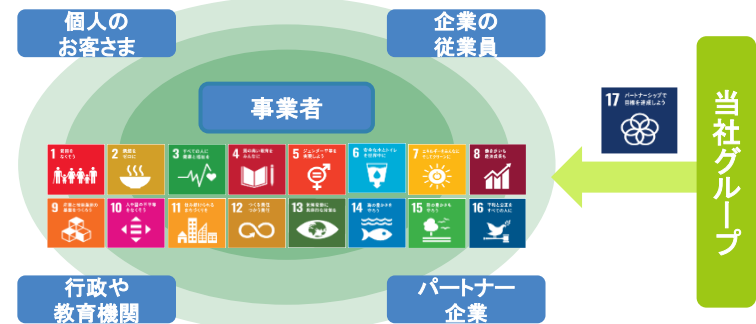 個人の
お客さま
企業の
従業員
事業者
17 パートナーシップで
目標を達成しよう
当社グループ
1 貧困を
なくそう
2 飢餓を
ゼロに
3 すべての人に
健康と福祉を
4 質の高い教育を
みんなに
5 ジェンダー平等を
実現しよう
6 安全な水とトイレ
を世界中に
7 エネルギーをみんなに
そしてクリーンに
8 働きがいも
経済成長も
9 産業と技術革新の
基盤をつくろう
10 人や国の不平等
をなくそう
11 住み続けられる
まちづくりを
12 つくる責任
つかう責任
13 気候変動に
具体的な対策を
14 海の豊かさを
守ろう
15 陸の豊かさも
守ろう
16 平和と公正を
すべての人に
行政や
教育機関
パートナー
企業